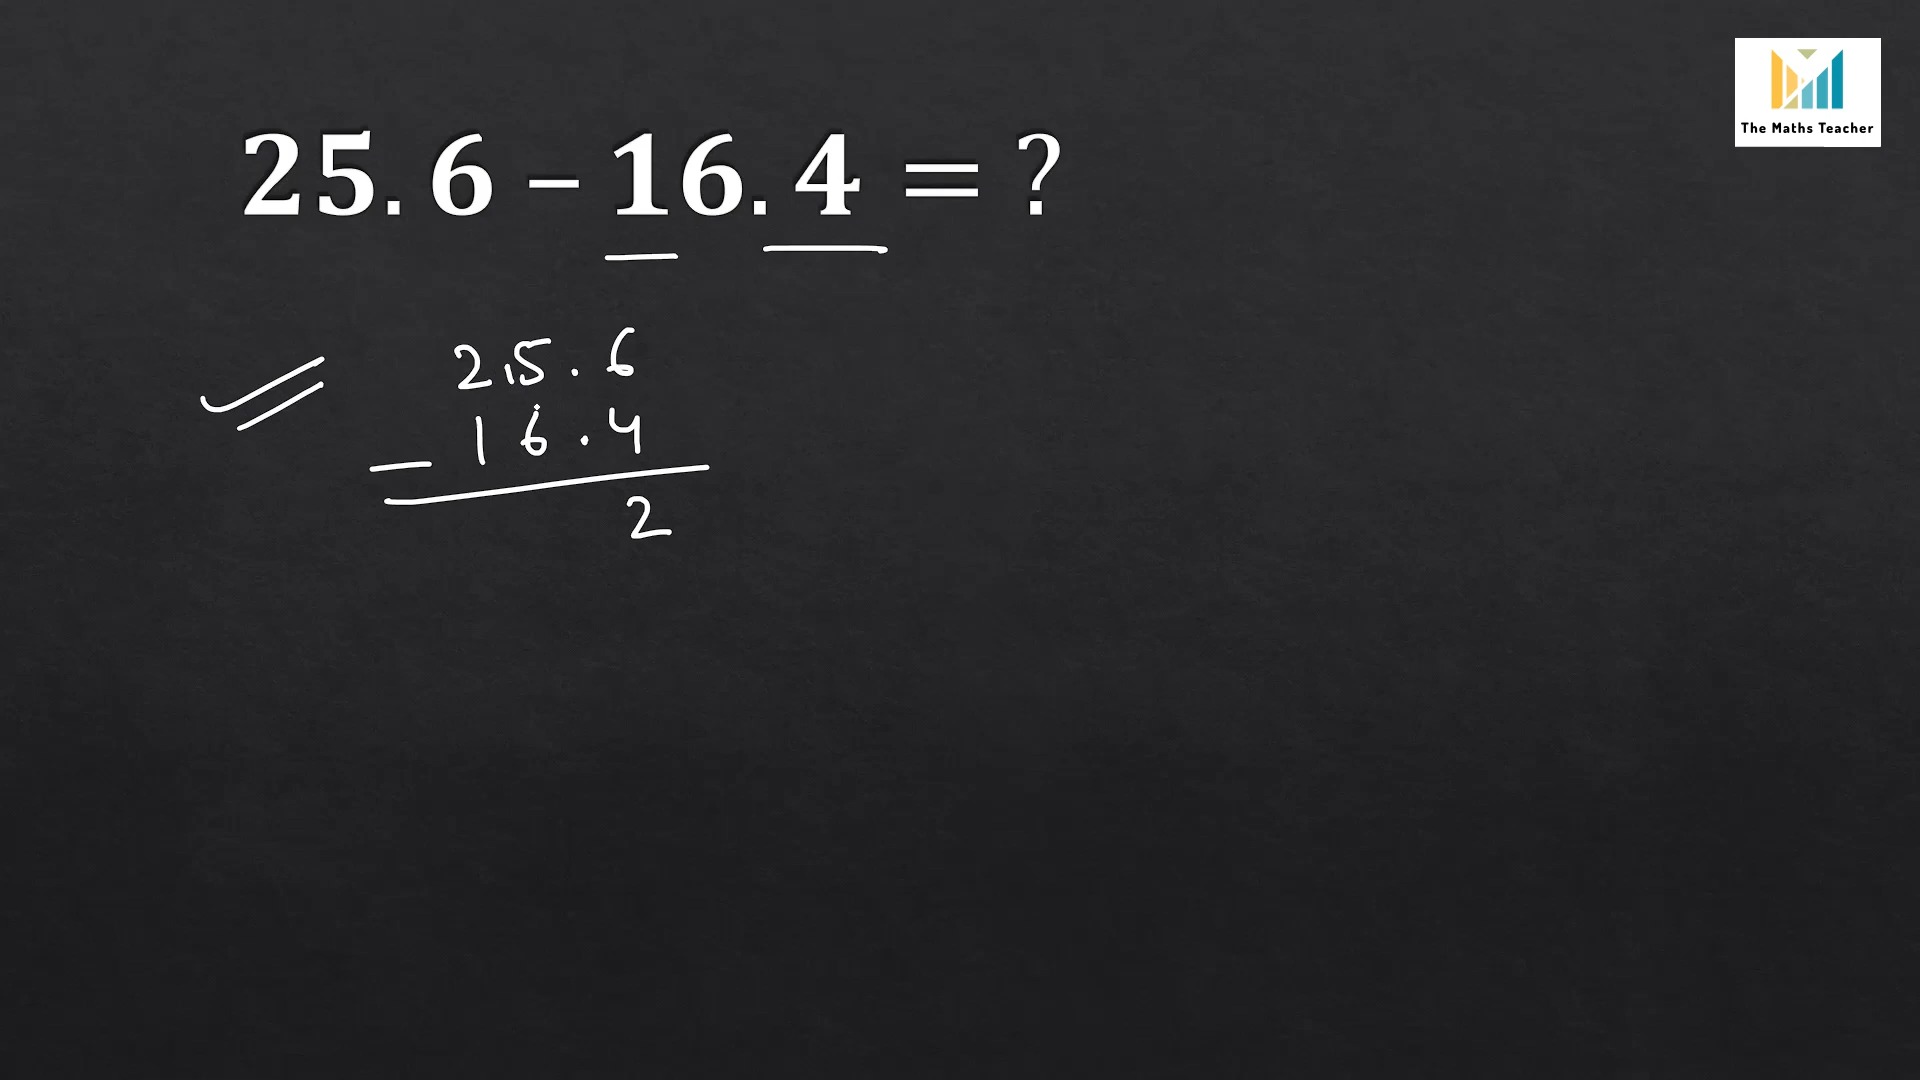 The Maths Teacher
25.6 – 16.4 = ?
25.6
– 16.4
2